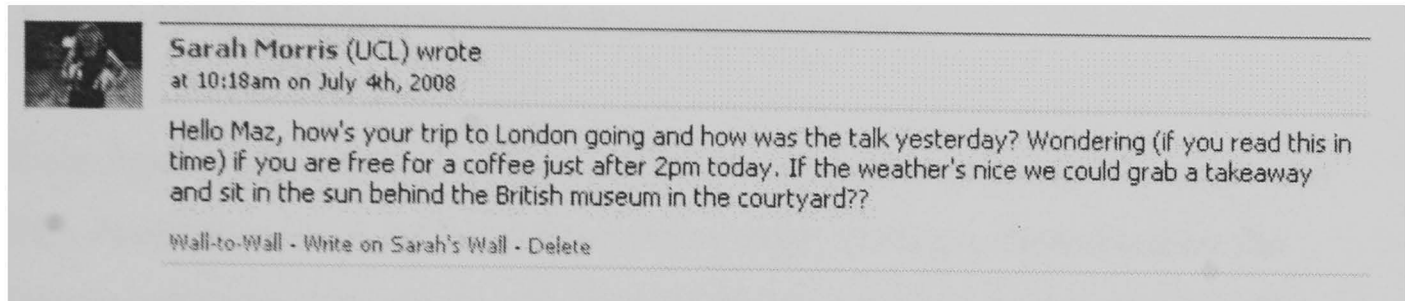 Sarah Morris (UCL) wrote
at 10:18am on July 4th, 2008
Hello Maz, how's your trip to London going and how was the talk yesterday? Wondering (if you read this in
time) if you are free for a coffee just after 2pm today. If the weather's nice we could grab a takeaway
and sit in the sun behind the British museum in the courtyard??
Wall-to-Wall - Write on Sarah's Wall - Delete